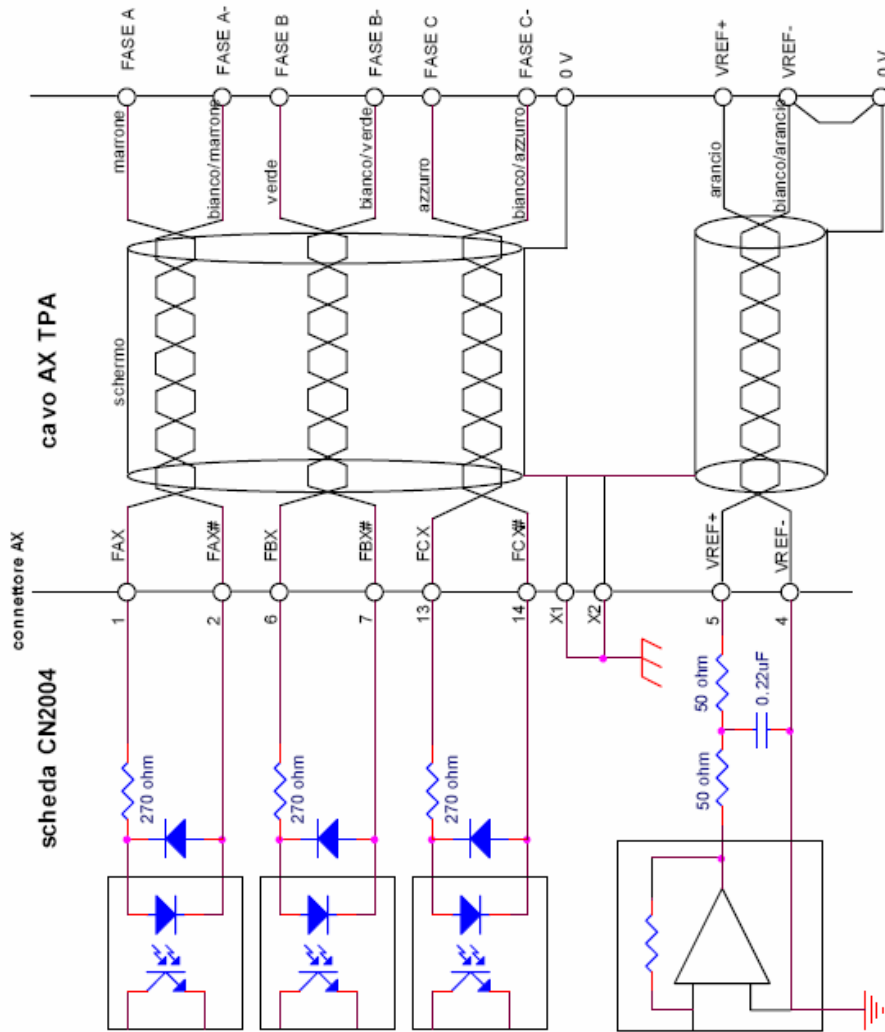 FASE A
FASE A-
FASE B
FASE B-
FASE C
FASE C-
0 V
VREF+
VREF-
0 V
marrone
bianco/marrone
verde
bianco/verde
azzurro
bianco/azzurro
arancio
bianco/arancio
cavo AX TPA
schermo
connettore AX
FAX
FAX#
FBX
FBX#
FCX
FCX#
VREF+
VREF-
1
2
6
7
13
14
X1
X2
5
4
scheda CN2004
270 ohm
270 ohm
270 ohm
50 ohm
0.22uF
50 ohm